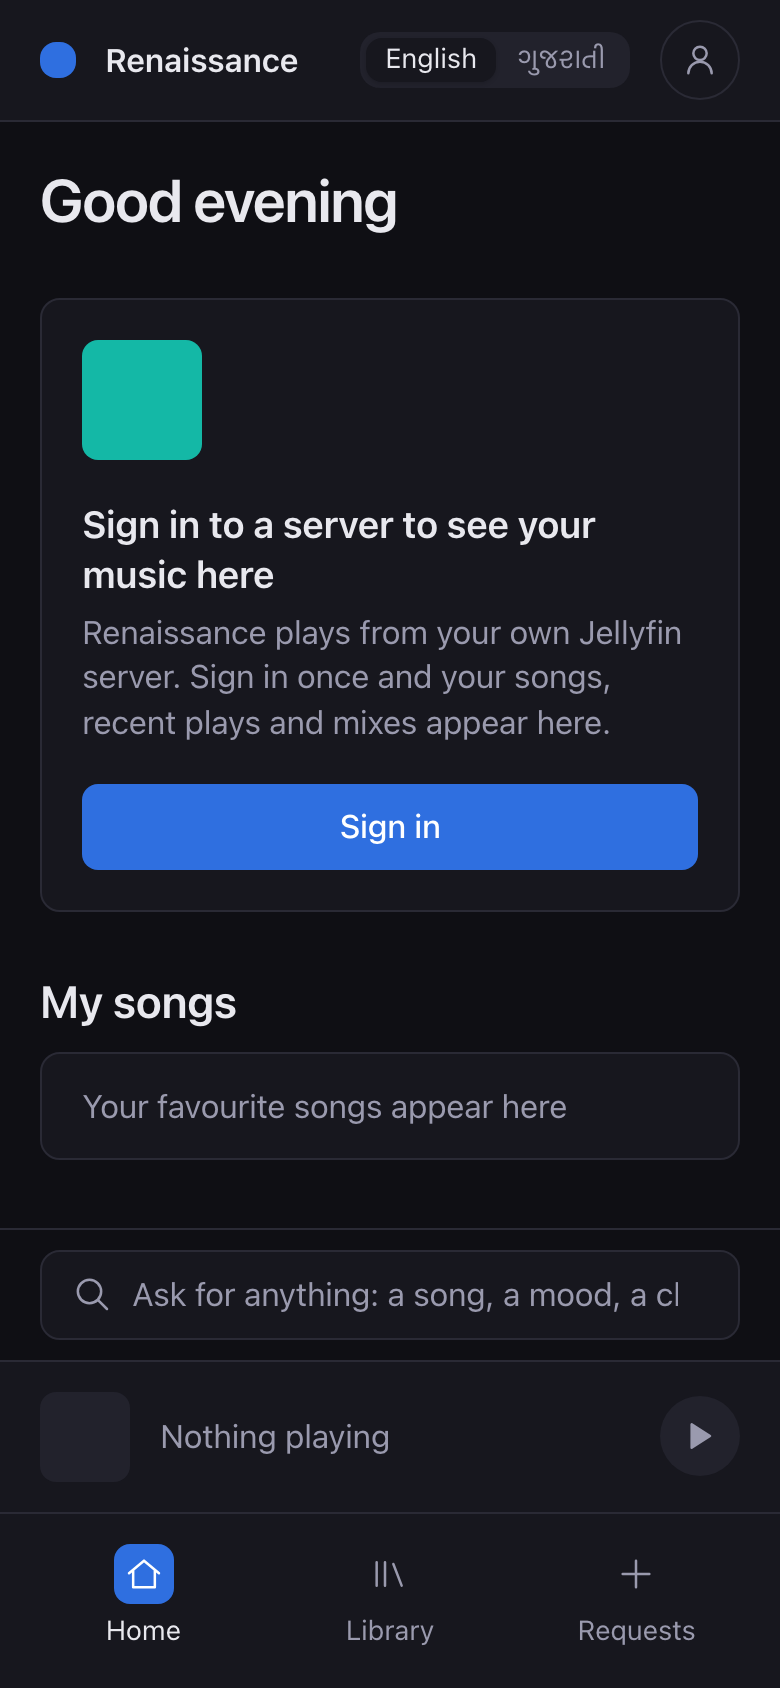 Renaissance
English
ગુજરાતી
Good evening
Sign in to a server to see your
music here
Renaissance plays from your own Jellyfin
server. Sign in once and your songs,
recent plays and mixes appear here.
Sign in
My songs
Your favourite songs appear here
Ask for anything: a song, a mood, a
Nothing playing
Home
Library
Requests